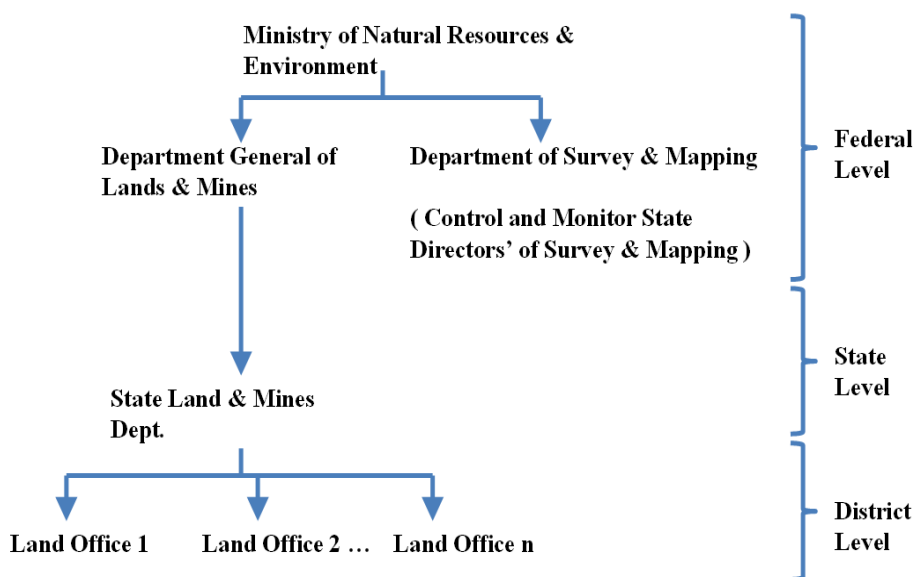 Ministry of Natural Resources &
Environment
Department General of
Lands & Mines
Department of Survey & Mapping
( Control and Monitor State
Directors’ of Survey & Mapping )
Federal
Level
State Land & Mines
Dept.
State
Level
Land Office 1
Land Office 2 …
Land Office n
District
Level